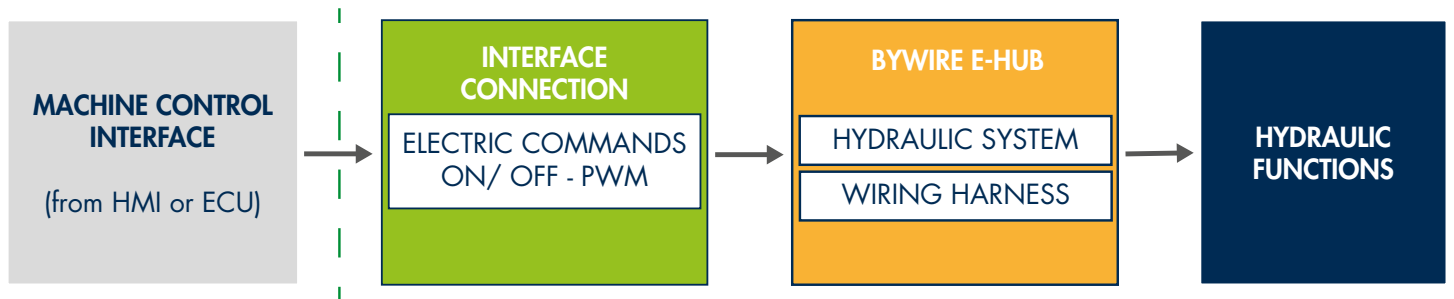 MACHINE CONTROL
INTERFACE
(from HMI or ECU)
INTERFACE
CONNECTION
ELECTRIC COMMANDS
ON/ OFF - PWM
BYWIRE E-HUB
HYDRAULIC SYSTEM
WIRING HARNESS
HYDRAULIC
FUNCTIONS